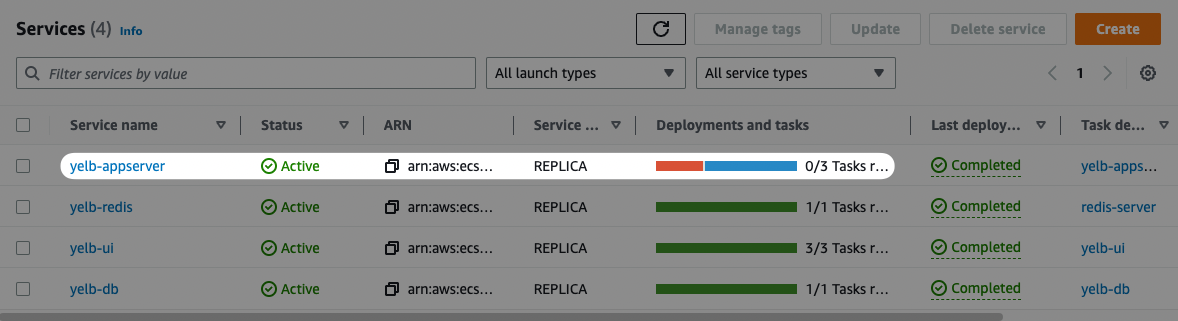 Services (4) Info Manage tags Update Delete service Create
Filter services by value All launch types All service types 1
Service name Status ARN Service ... Deployments and tasks Last deploy... Task de...
yelb-appserver Active arn:aws:ecs... REPLICA 0/3 Tasks r... Completed yelb-apps...
yelb-redis Active arn:aws:ecs... REPLICA 1/1 Tasks r... Completed redis-server
yelb-ui Active arn:aws:ecs... REPLICA 3/3 Tasks r... Completed yelb-ui
yelb-db Active arn:aws:ecs... REPLICA 1/1 Tasks r... Completed yelb-db